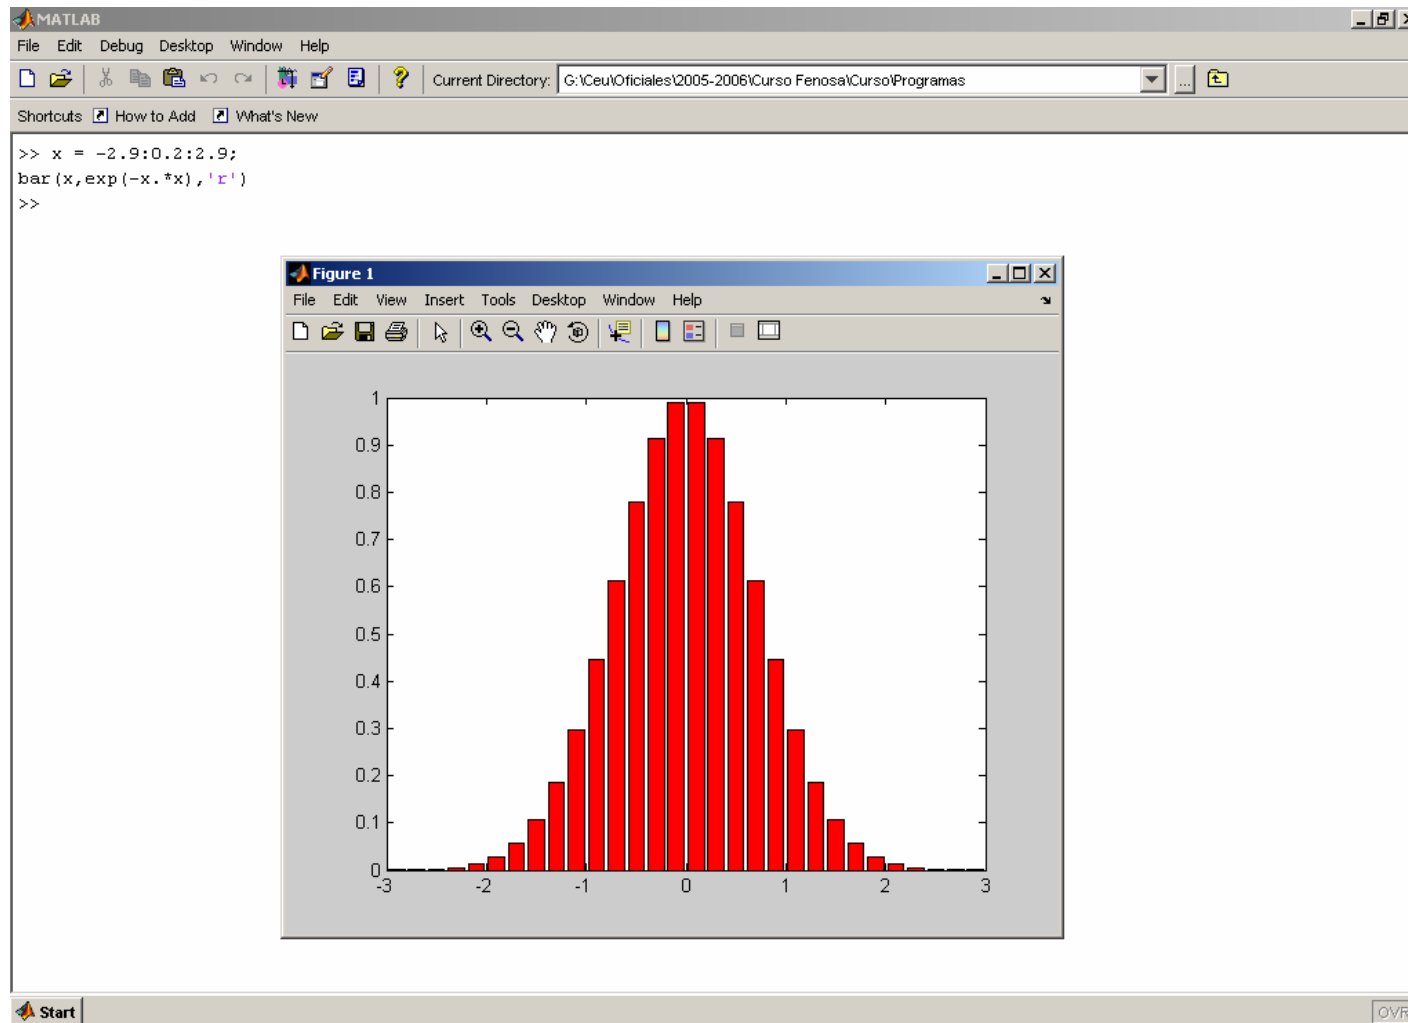 MATLAB
File Edit Debug Desktop Window Help
Current Directory: G:\Ceu\Oficiales\2005-2006\Curso Fenosa\Curso\Programas ...
Shortcuts How to Add What's New
>> x = -2.9:0.2:2.9;
bar(x,exp(-x.*x),'r')
>>
Figure 1
File Edit View Insert Tools Desktop Window Help
1
0.9
0.8
0.7
0.6
0.5
0.4
0.3
0.2
0.1
0
-3 -2 -1 0 1 2 3
Start OVR